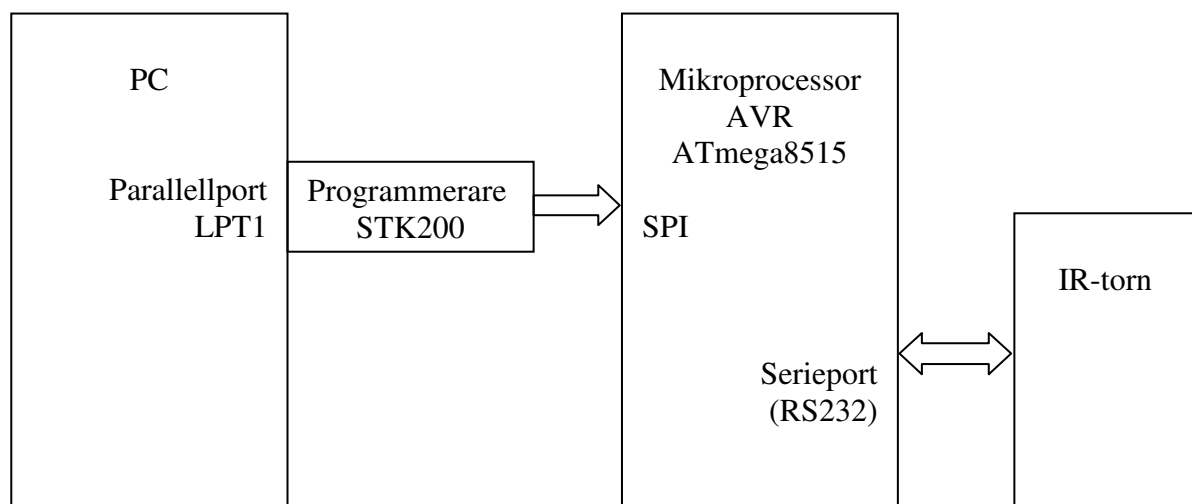 PC
Parallellport
LPT1
Programmerare
STK200
Mikroprocessor
AVR
ATmega8515
SPI
Serieport
(RS232)
IR-torn